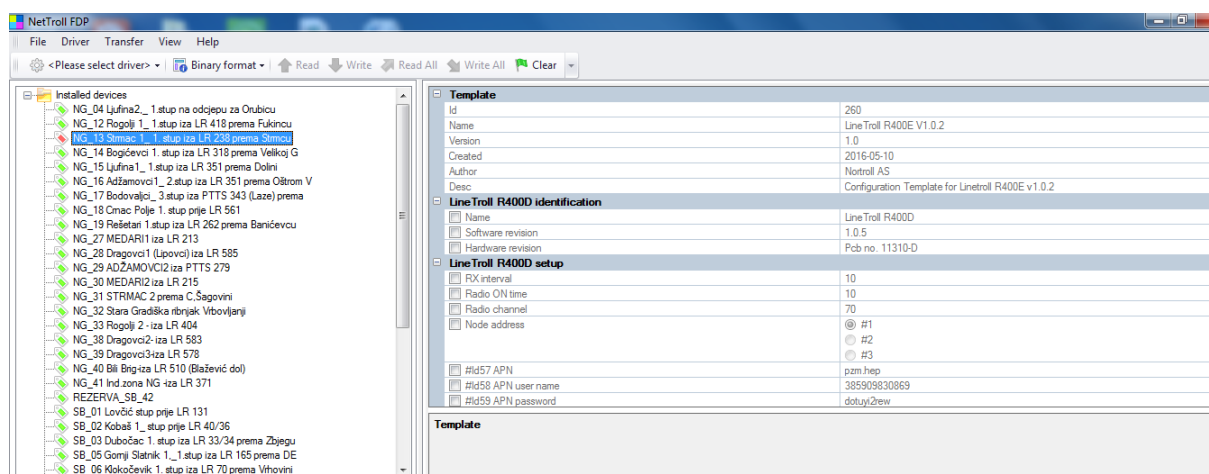 NetTroll FDP
File Driver Transfer View Help
<Please select driver> Binary format Read Write Read All Write All Clear
Installed devices
NG_04 Ljufina2,_ 1.stup na odcjepu za Orubicu
NG_12 Rogolji 1_ 1.stup iza LR 418 prema Fukincu
NG_13 Strmac 1_ 1. stup iza LR 238 prema Strmcu
NG_14 Bogićevci 1. stup iza LR 318 prema Velikoj G
NG_15 Ljufina1_ 1.stup iza LR 351 prema Dolini
NG_16 Adžamovci1_ 2.stup iza LR 351 prema Oštrom V
NG_17 Bodovaljci_ 3.stup iza PTTS 343 (Laze) prema
NG_18 Crnac Polje 1. stup prije LR 561
NG_19 Rešetari 1.stup iza LR 262 prema Banićevcu
NG_27 MEDARI1 iza LR 213
NG_28 Dragovci1 (Lipovci) iza LR 585
NG_29 ADŽAMOVCI2 iza PTTS 279
NG_30 MEDARI2 iza LR 215
NG_31 STRMAC 2 prema C,Šagovini
NG_32 Stara Gradiška ribnjak Vrbovljanji
NG_33 Rogolji 2 - iza LR 404
NG_38 Dragovci2- iza LR 583
NG_39 Dragovci3-iza LR 578
NG_40 Bili Brig-iza LR 510 (Blažević dol)
NG_41 Ind.zona NG -iza LR 371
REZERVA_SB_42
SB_01 Lovčić stup prije LR 131
SB_02 Kobaš 1_ stup prije LR 40/36
SB_03 Dubočac 1. stup iza LR 33/34 prema Zbjegu
SB_05 Gornji Slatnik 1._1.stup iza LR 165 prema DE
SB_06 Klokočevik 1. stup iza LR 70 prema Vrhovini
Template
Id 260
Name LineTroll R400E V1.0.2
Version 1.0
Created 2016-05-10
Author Nortroll AS
Desc Configuration Template for Linetroll R400E v1.0.2
LineTroll R400D identification
Name LineTroll R400D
Software revision 1.0.5
Hardware revision Pcb no. 11310-D
LineTroll R400D setup
RX interval 10
Radio ON time 10
Radio channel 70
Node address #1
#2
#3
#Id57 APN pzm.hep
#Id58 APN user name 385909830869
#Id59 APN password dotuyi2rew
Template